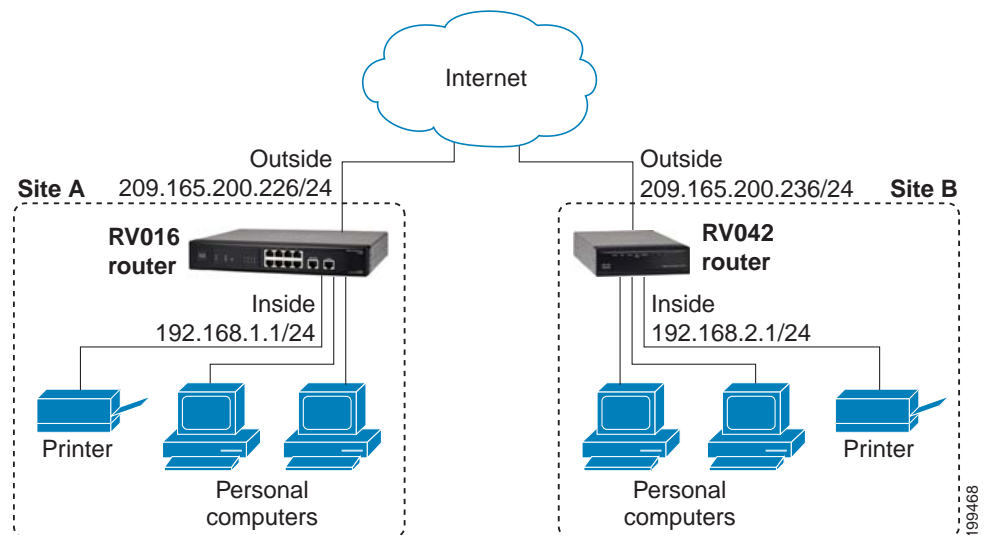 Internet
Outside
209.165.200.226/24
Site A
Outside
209.165.200.236/24
Site B
RV016
router
RV042
router
Inside
192.168.1.1/24
Inside
192.168.2.1/24
Printer
Personal
computers
Personal
computers
Printer
199468